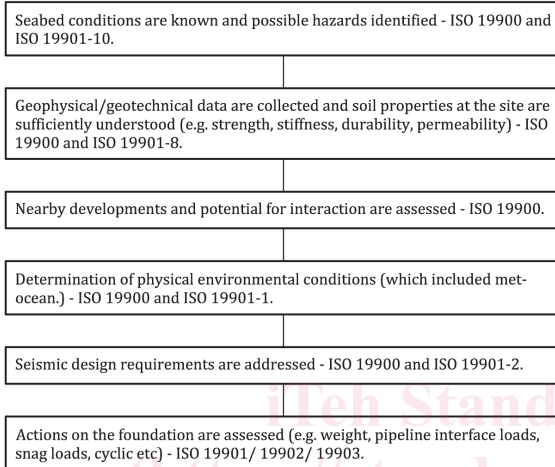 Seabed conditions are known and possible hazards identified - ISO 19900 and
ISO 19901-10.
Geophysical/geotechnical data are collected and soil properties at the site are
sufficiently understood (e.g. strength, stiffness, durability, permeability) - ISO
19900 and ISO 19901-8.
Nearby developments and potential for interaction are assessed - ISO 19900.
Determination of physical environmental conditions (which included met-
ocean.) - ISO 19900 and ISO 19901-1.
Seismic design requirements are addressed - ISO 19900 and ISO 19901-2.
iTeh Stand
Actions on the foundation are assessed (e.g. weight, pipeline interface loads,
snag loads, cyclic etc) - ISO 19901/ 19902/ 19903.